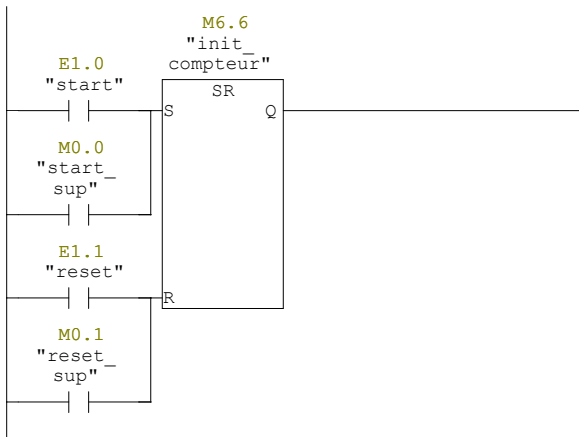 M6.6
"init_
compteur"
E1.0
"start"
SR
S
Q
M0.0
"start_
sup"
E1.1
"reset"
R
M0.1
"reset_
sup"